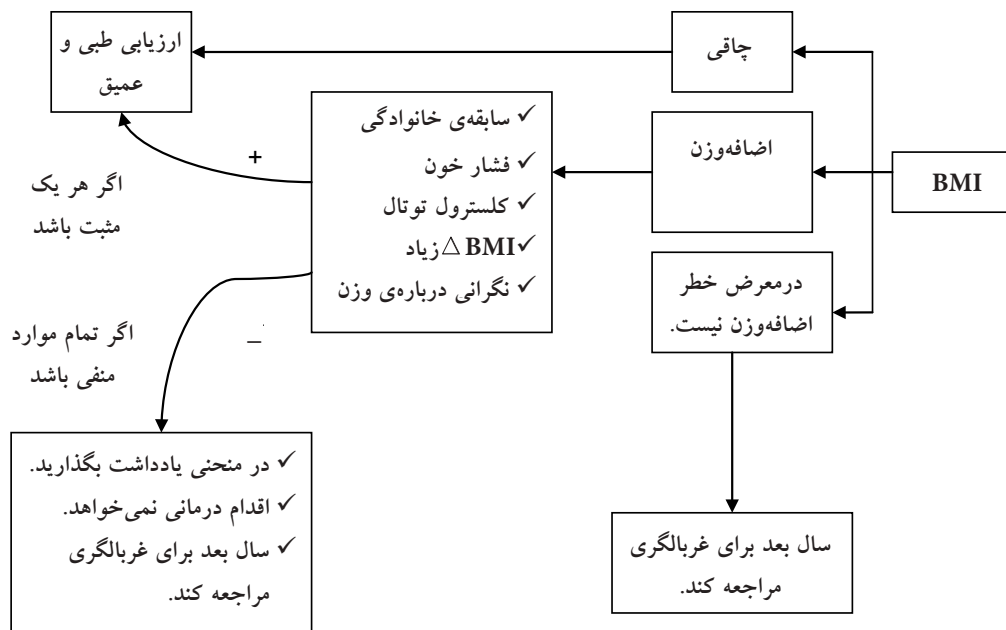 BMI
چاقی
ارزیابی طبی و
عمیق
اضافه‌وزن
✓ سابقه‌ی خانوادگی
✓ فشار خون
✓ کلسترول توتال
✓ △BMI زیاد
✓ نگرانی درباره‌ی وزن
+
اگر هر یک
مثبت باشد
_
اگر تمام موارد
منفی باشد
✓ در منحنی یادداشت بگذارید.
✓ اقدام درمانی نمی‌خواهد.
✓ سال بعد برای غربالگری
مراجعه کند.
درمعرض خطر
اضافه‌وزن نیست.
سال بعد برای غربالگری
مراجعه کند.